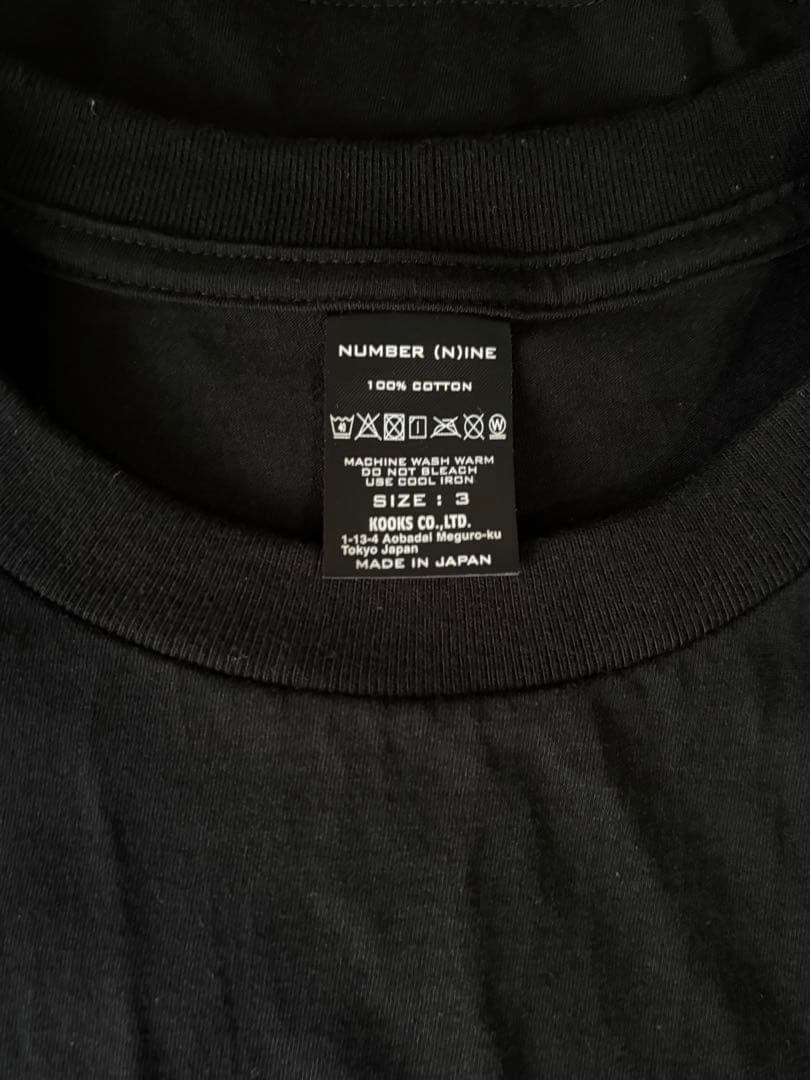 NUMBER (N)INE
100% COTTON
40 W
MACHINE WASH WARM
DO NOT BLEACH
USE COOL IRON
SIZE : 3
KOOKS CO.,LTD.
1-13-4 Aobadai Meguro-ku
Tokyo Japan
MADE IN JAPAN